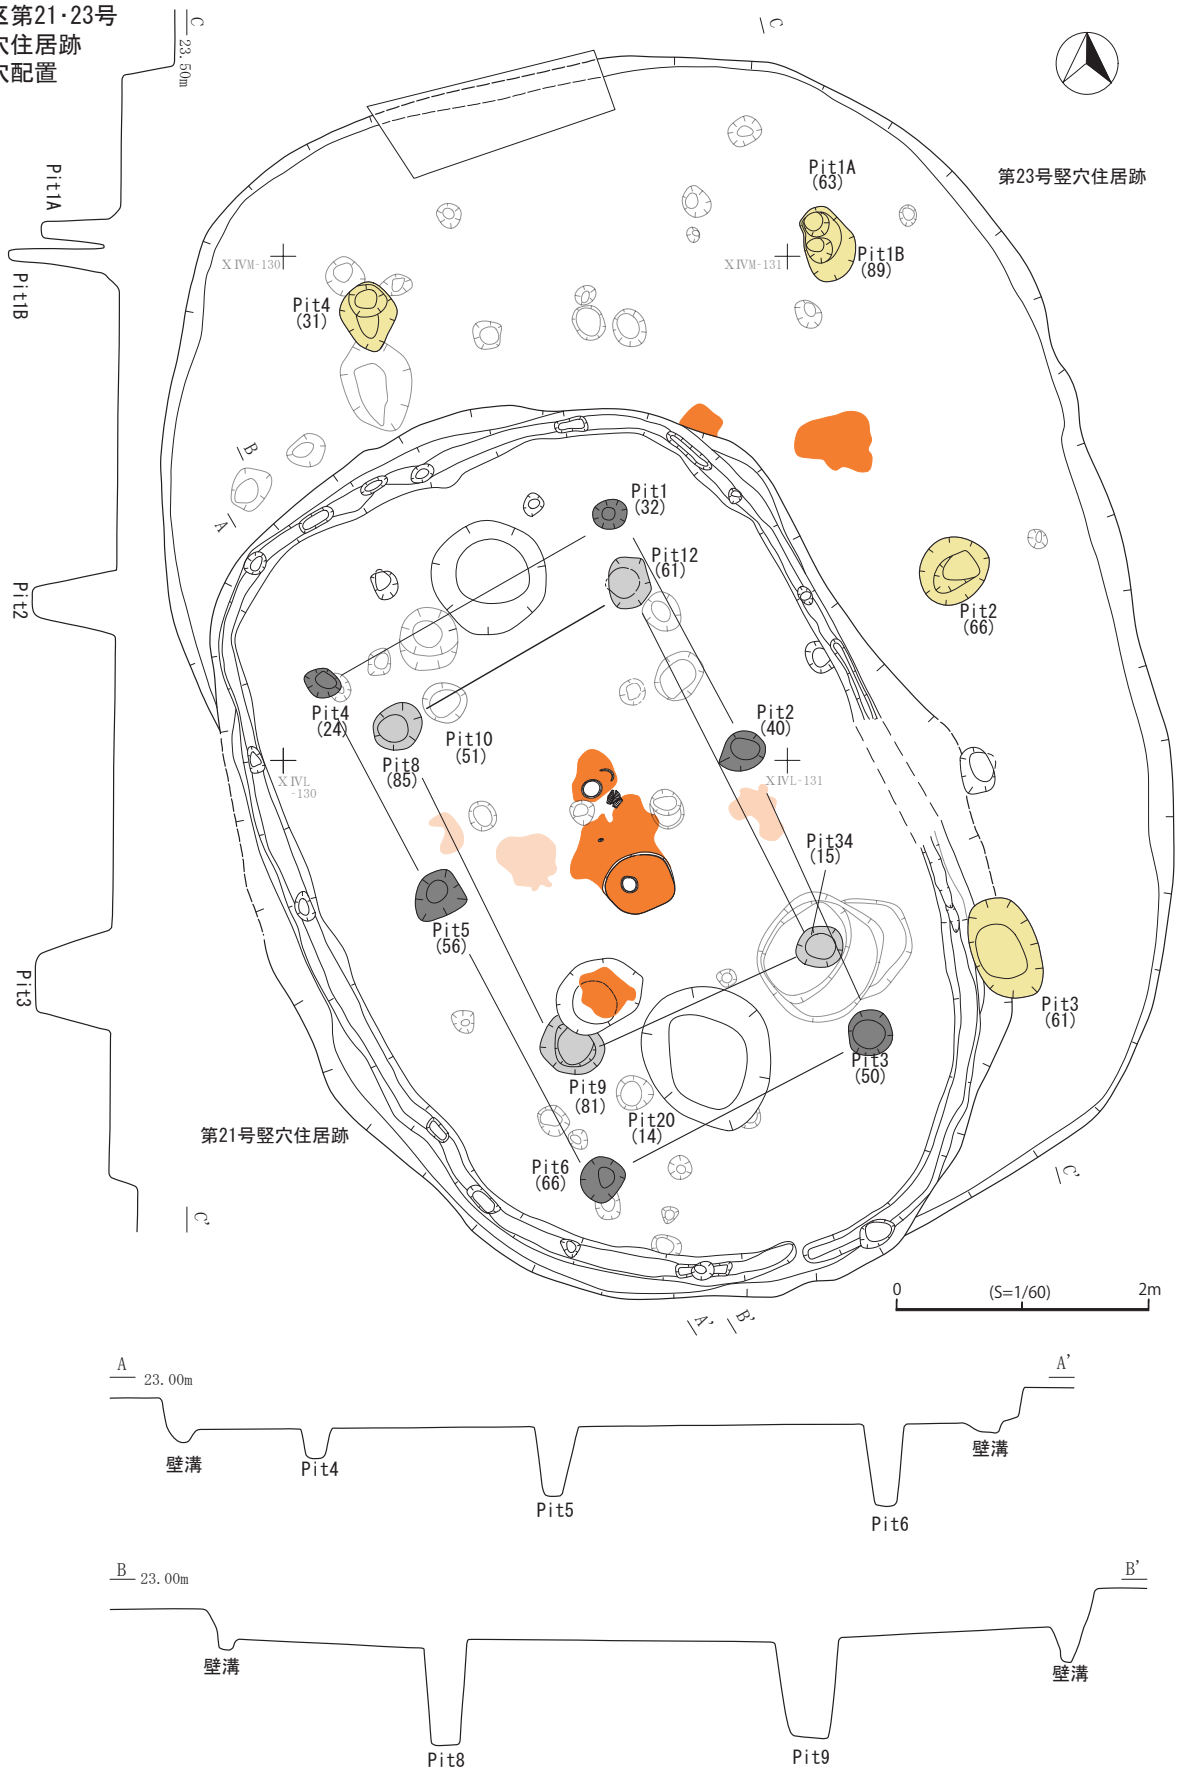 区第21・23号
穴住居跡
穴配置
C
23.50m
C
第23号竪穴住居跡
Pit1A
(63)
Pit1B
(89)
Pit1A
Pit1B
XIVM-130
XIVM-131
Pit4
(31)
B
A
Pit1
(32)
Pit12
(61)
Pit2
(66)
Pit2
Pit4
(24)
Pit10
(51)
Pit8
(85)
Pit2
(40)
XIVL
-130
XIVL-131
Pit34
(15)
Pit5
(56)
Pit3
Pit3
(61)
Pit3
(50)
Pit9
(81)
Pit20
(14)
第21号竪穴住居跡
Pit6
(66)
C'
C'
0
(S=1/60)
2m
A'
B'
A
23.00m
A'
壁溝
Pit4
Pit5
Pit6
壁溝
B
23.00m
B'
壁溝
Pit8
Pit9
壁溝